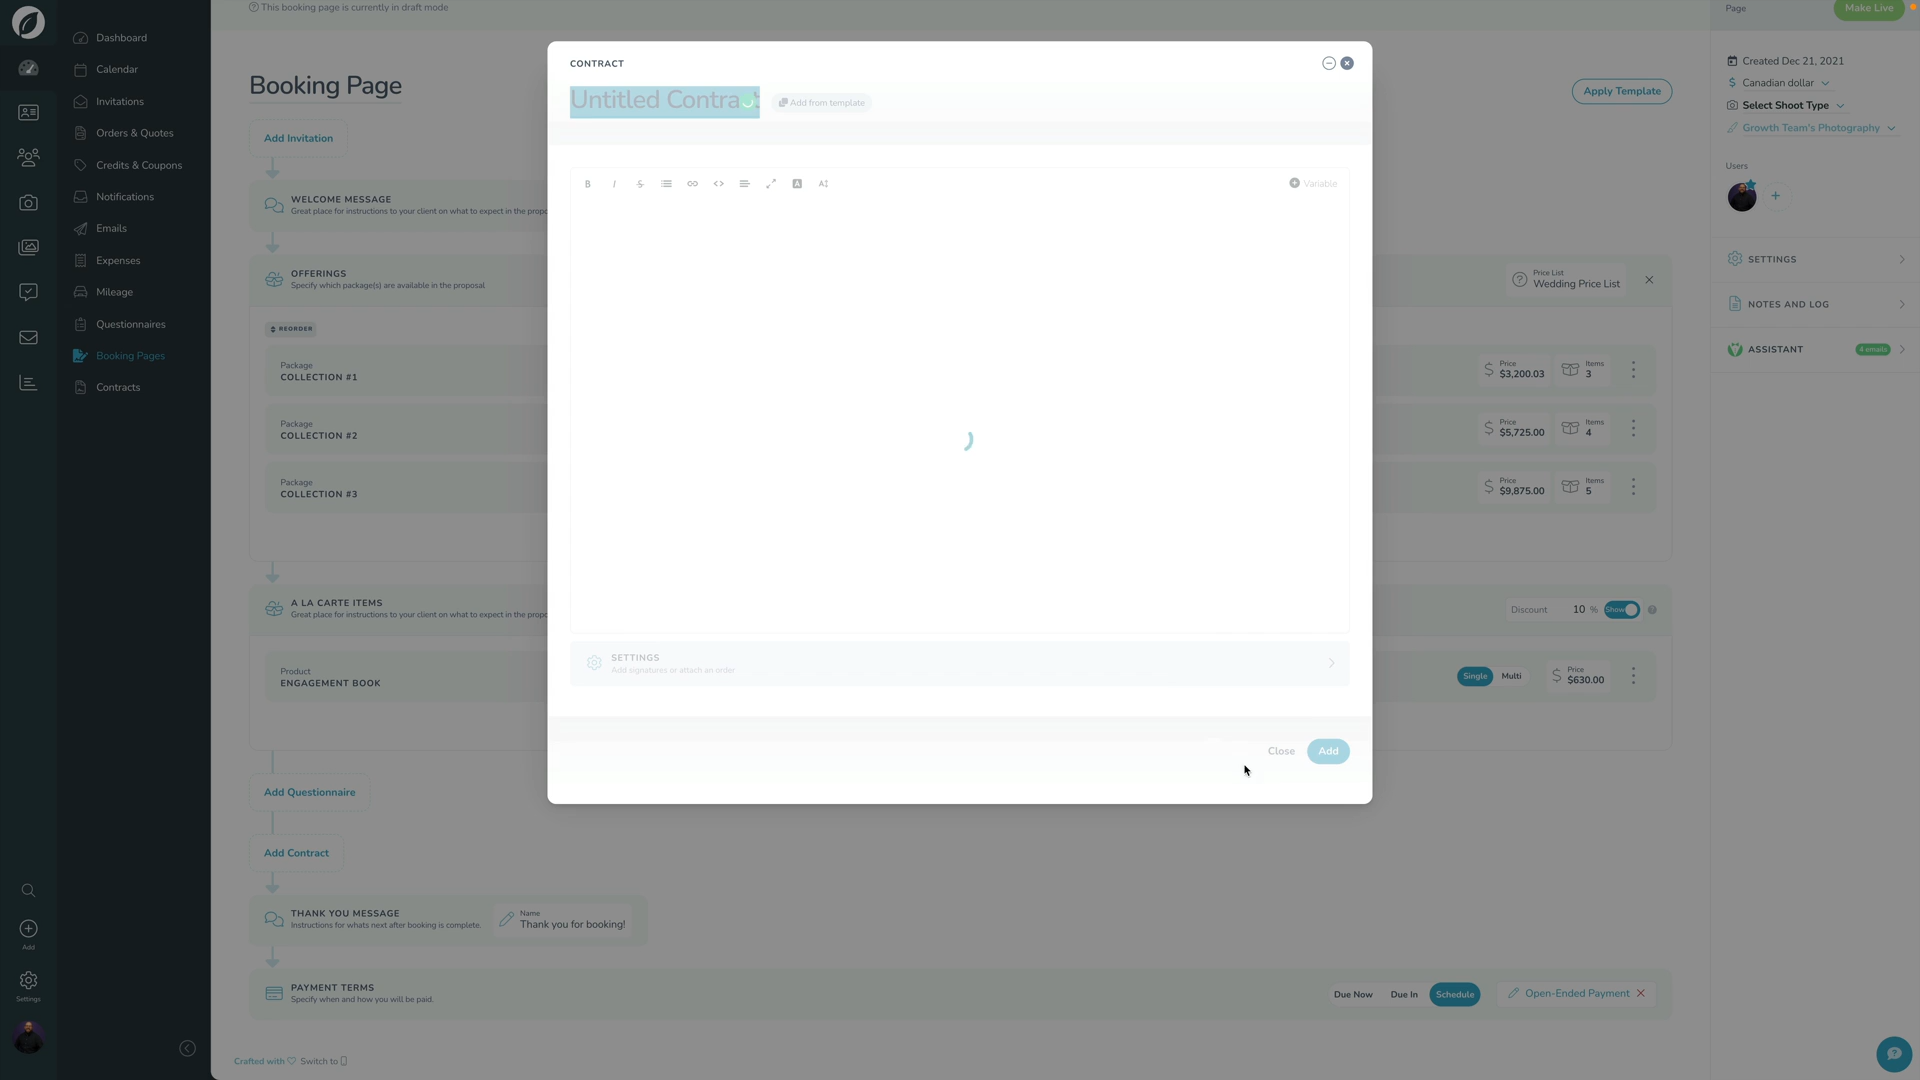 This booking page is currently in draft mode
Page
Make Live
Dashboard
Calendar
Invitations
Orders & Quotes
Credits & Coupons
Notifications
Emails
Expenses
Mileage
Questionnaires
Booking Pages
Contracts
Add
Settings
Booking Page
Apply Template
Add Invitation
WELCOME MESSAGE
Great place for instructions to your client on what to expect in the propo
OFFERINGS
Specify which package(s) are available in the proposal
Price List
Wedding Price List
REORDER
Package
COLLECTION #1
Price
$3,200.03
Items
3
Package
COLLECTION #2
Price
$5,725.00
Items
4
Package
COLLECTION #3
Price
$9,875.00
Items
5
A LA CARTE ITEMS
Great place for instructions to your client on what to expect in the propo
Discount 10 % Show
Product
ENGAGEMENT BOOK
Single Multi
Price
$630.00
Add Questionnaire
Add Contract
THANK YOU MESSAGE
Instructions for whats next after booking is complete.
Name
Thank you for booking!
PAYMENT TERMS
Specify when and how you will be paid.
Due Now Due In Schedule
Open-Ended Payment
Crafted with Switch to
CONTRACT
Untitled Contract
Add from template
B I S
Variable
SETTINGS
Add signatures or attach an order
Close Add
Created Dec 21, 2021
Canadian dollar
Select Shoot Type
Growth Team's Photography
Users
SETTINGS
NOTES AND LOG
ASSISTANT
4 emails